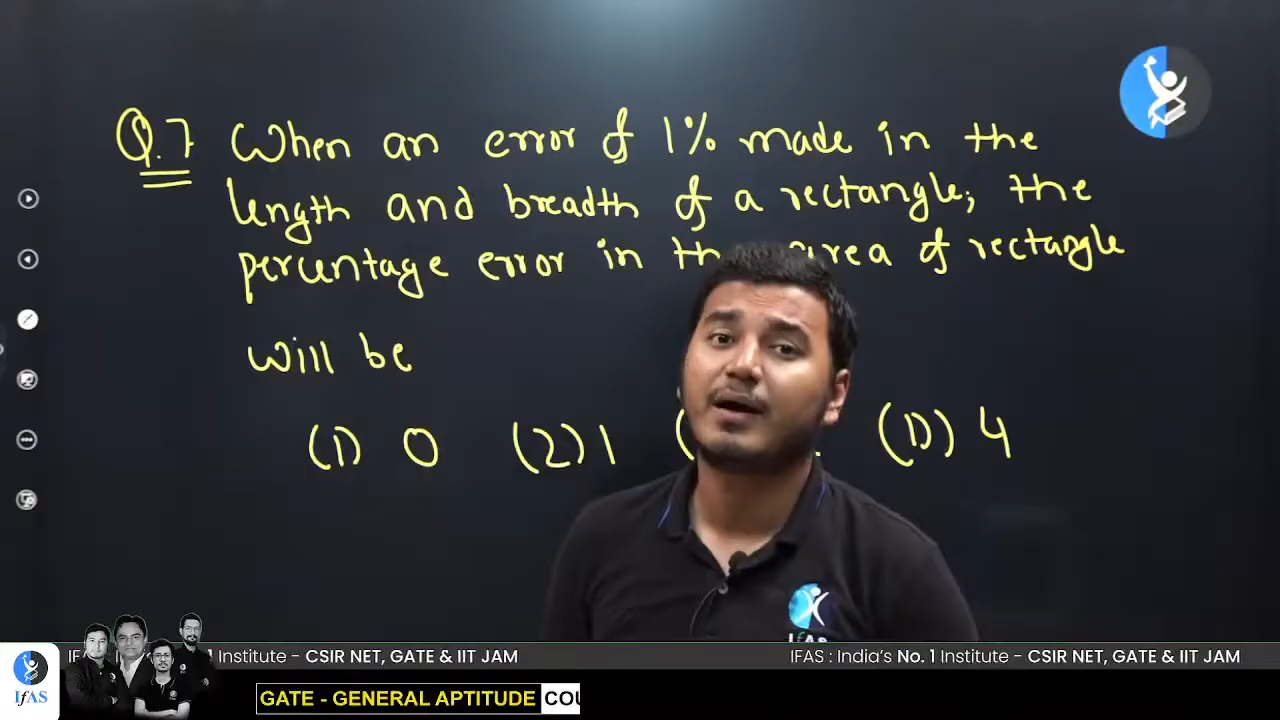 Q.7 When an error of 1% made in the
length and breadth of a rectangle; the
percentage error in area of rectangle
will be
(1) 0 (2) 1 (D) 4
IFAS
Institute - CSIR NET, GATE & IIT JAM
IFAS : India's No. 1 Institute - CSIR NET, GATE & IIT JAM
IfAS
GATE - GENERAL APTITUDE